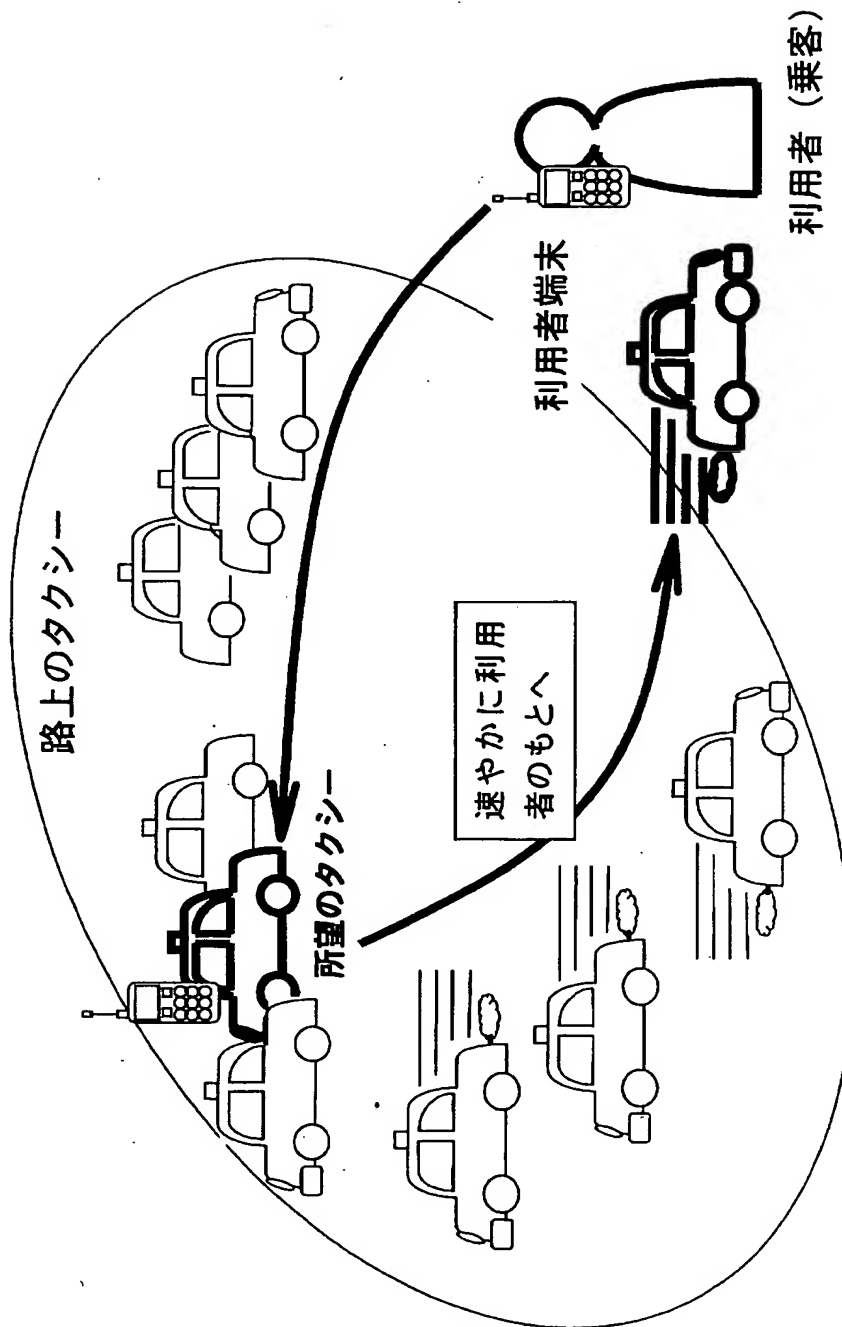 路上のタクシー
所望のタクシー
速やかに利用
者のもとへ
利用者端末
利用者（乗客）